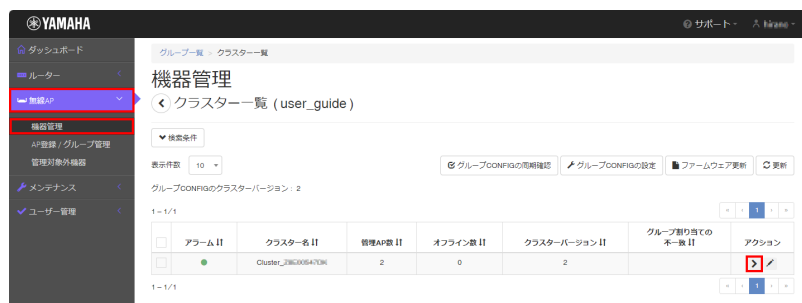 YAMAHA
サポート
ダッシュボード
ルーター
無線AP
機器管理
AP登録 / グループ管理
管理対象外機器
メンテナンス
ユーザー管理
グループ一覧 > クラスター一覧
機器管理
クラスター一覧 ( user_guide )
検索条件
表示件数 10
グループCONFIGの同期確認 グループCONFIGの設定 ファームウェア更新 更新
グループCONFIGのクラスターバージョン : 2
1 – 1 / 1
« ‹ 1 › »
アラーム クラスター名 管理AP数 オフライン数 クラスターバージョン グループ割り当ての不一致 アクション
Cluster_ 2 0 2
1 – 1 / 1
« ‹ 1 › »